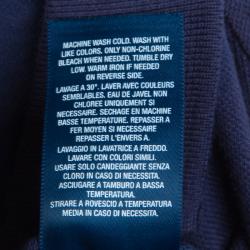 MACHINE WASH COLD. WASH WITH
LIKE COLORS. ONLY NON-CHLORINE
BLEACH WHEN NEEDED. TUMBLE DRY
LOW. WARM IRON IF NEEDED
ON REVERSE SIDE.
LAVAGE A 30°. LAVER AVEC COULEURS
SEMBLABLES. EAU DE JAVEL NON
CHLORE UNIQUEMENT SI
NECESSAIRE. SECHAGE EN MACHINE
BASSE TEMPERATURE. REPASSER A
FER MOYEN SI NECESSAIRE
REPASSER L'ENVERS A.
LAVAGGIO IN LAVATRICE A FREDDO.
LAVARE CON COLORI SIMILI.
USARE SOLO CANDEGGIANTE SENZA
CLORO IN CASO DI NECESSITA.
ASCIUGARE A TAMBURO A BASSA
TEMPERATURA.
STIRARE A ROVESCIO A TEMPERATURA
MEDIA IN CASO DI NECESSITA.